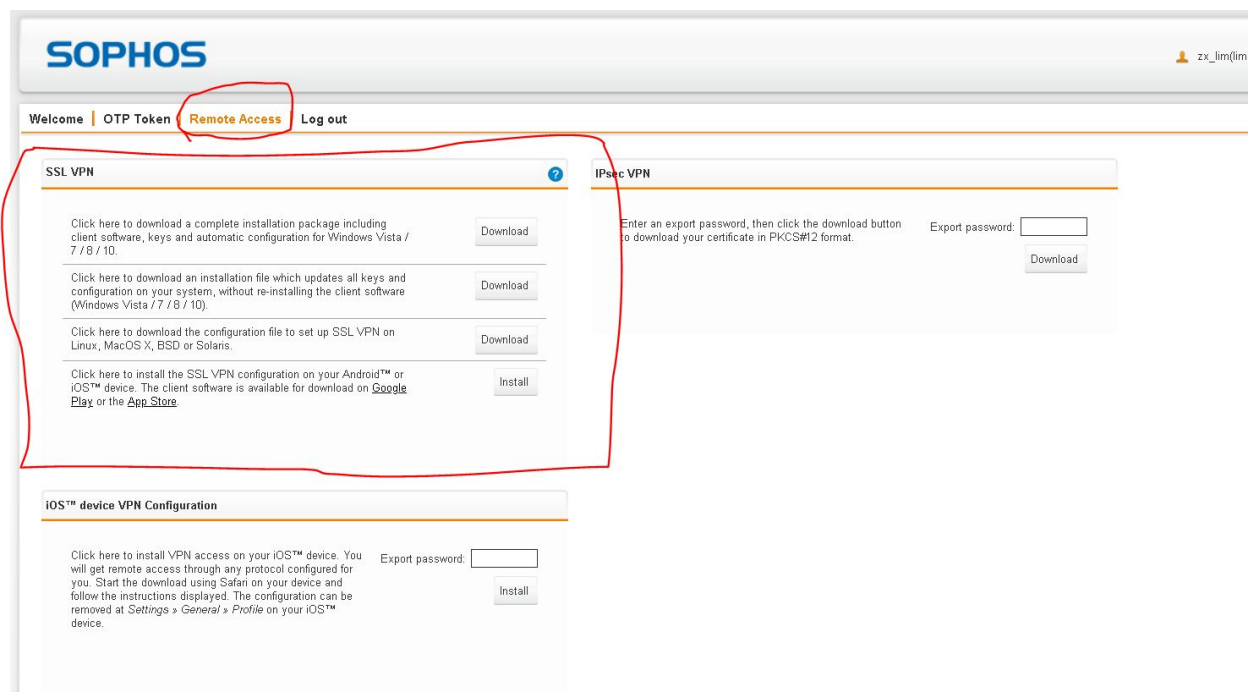 SOPHOS
zx_lim(lim
Welcome | OTP Token | Remote Access | Log out
SSL VPN
?
Click here to download a complete installation package including
client software, keys and automatic configuration for Windows Vista /
7 / 8 / 10.
Download
Click here to download an installation file which updates all keys and
configuration on your system, without re-installing the client software
(Windows Vista / 7 / 8 / 10).
Download
Click here to download the configuration file to set up SSL VPN on
Linux, MacOS X, BSD or Solaris.
Download
Click here to install the SSL VPN configuration on your Android™ or
iOS™ device. The client software is available for download on Google
Play or the App Store.
Install
IPsec VPN
Enter an export password, then click the download button
to download your certificate in PKCS#12 format.
Export password:
Download
iOS™ device VPN Configuration
Click here to install VPN access on your iOS™ device. You
will get remote access through any protocol configured for
you. Start the download using Safari on your device and
follow the instructions displayed. The configuration can be
removed at Settings » General » Profile on your iOS™
device.
Export password:
Install